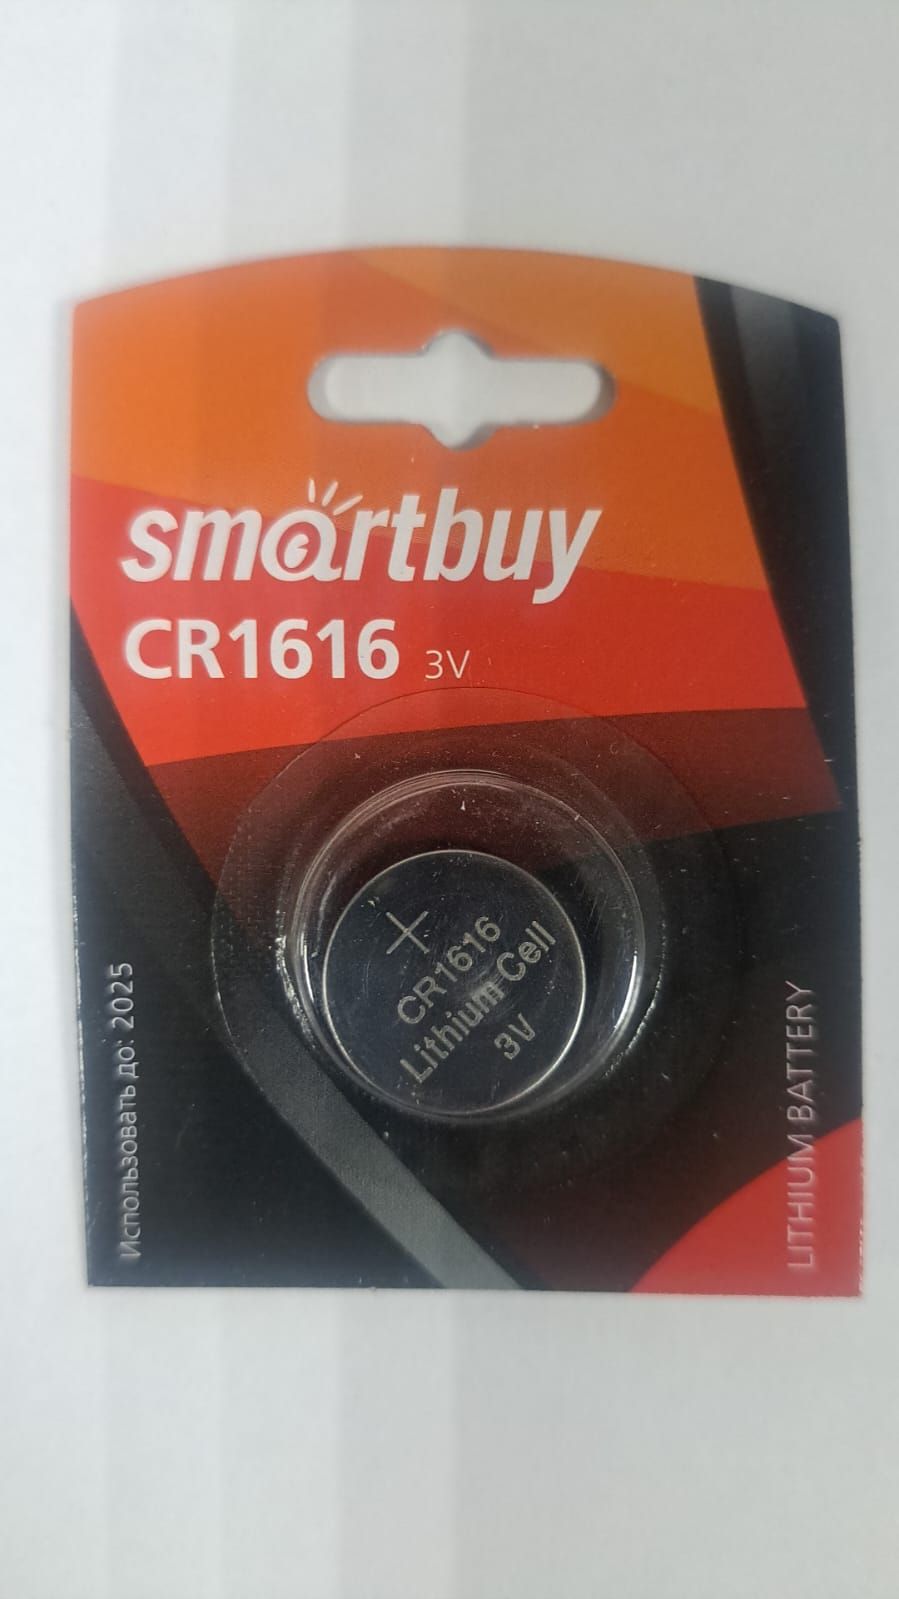 smartbuy
CR1616 3V
+
CR1616
Lithium Cell
3V
Использовать до: 2025
LITHIUM BATTERY